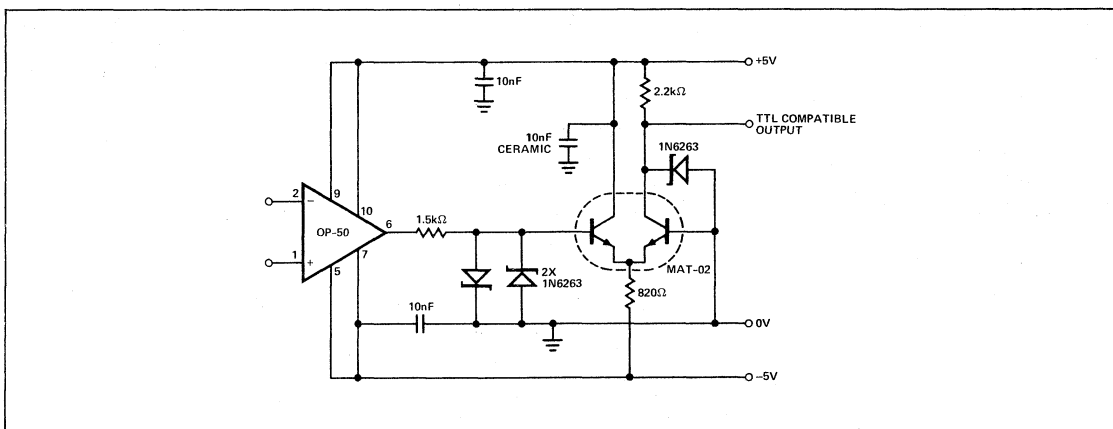 +5V
10nF
2.2kΩ
TTL COMPATIBLE
OUTPUT
10nF
CERAMIC
1N6263
2
9
−
10
OP-50
6
1.5kΩ
7
1
+
5
2X
1N6263
MAT-02
820Ω
10nF
0V
−5V